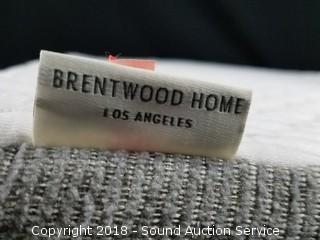 BRENTWOOD HOME
LOS ANGELES
Copyright 2018 - Sound Auction Service